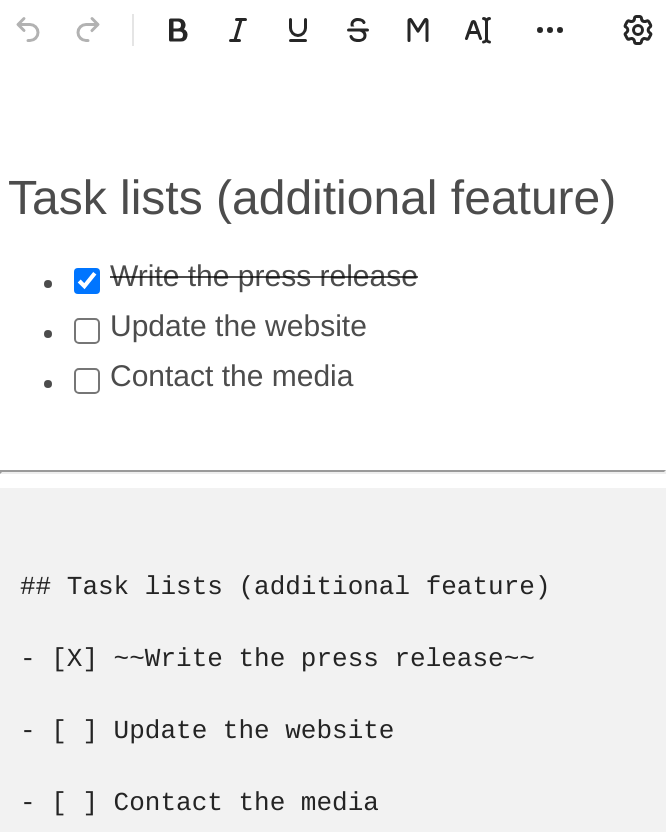 B I U S M A
Task lists (additional feature)
Write the press release
Update the website
Contact the media
## Task lists (additional feature)
- [X] ~~Write the press release~~
- [ ] Update the website
- [ ] Contact the media